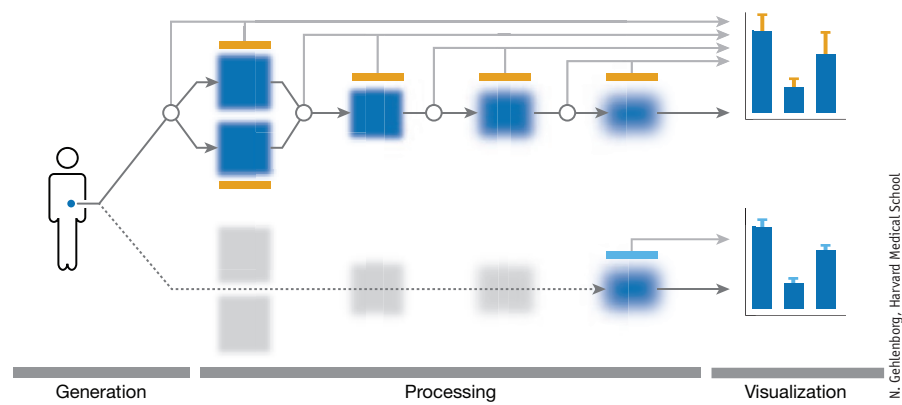 Generation
Processing
Visualization
N. Gehlenborg, Harvard Medical School